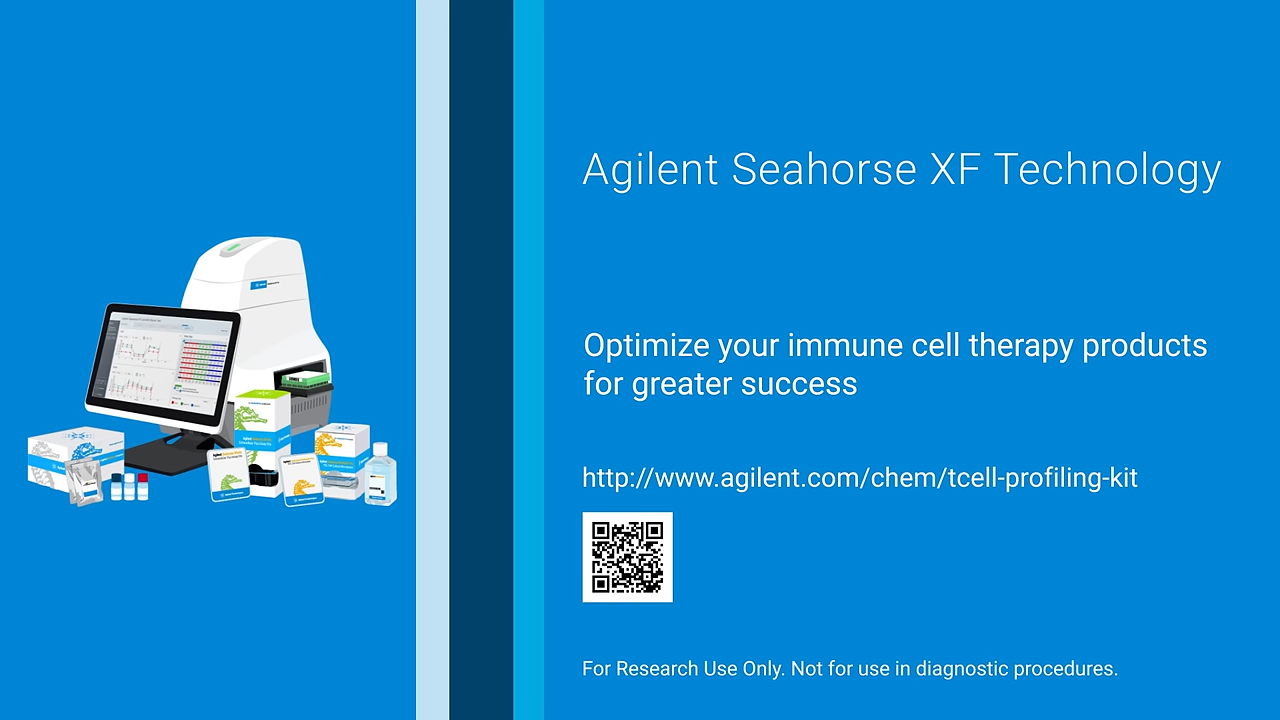 Agilent Seahorse XF Technology
Optimize your immune cell therapy products
for greater success
http://www.agilent.com/chem/tcell-profiling-kit
For Research Use Only. Not for use in diagnostic procedures.